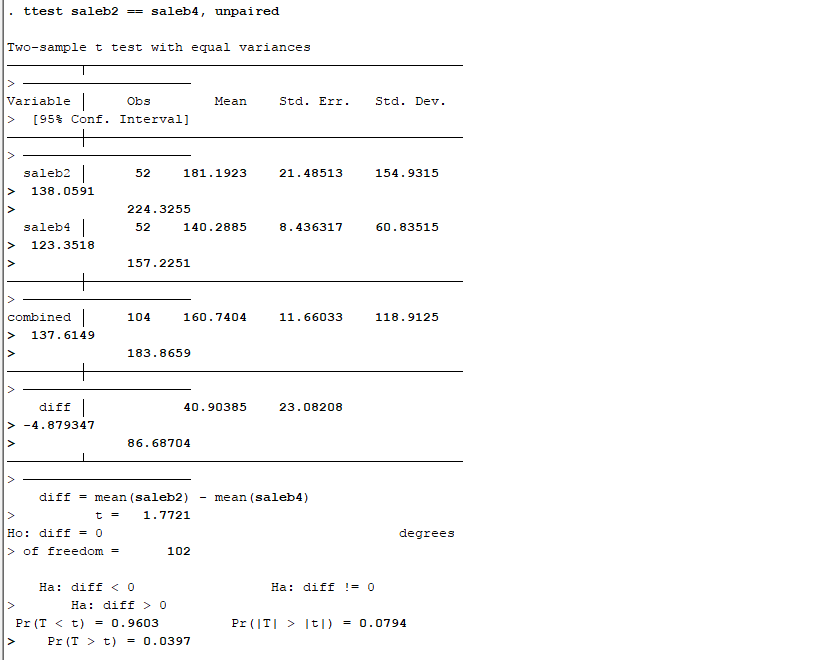 . ttest saleb2 == saleb4, unpaired
Two-sample t test with equal variances
>
Variable | Obs Mean Std. Err. Std. Dev.
> [95% Conf. Interval]
>
saleb2 | 52 181.1923 21.48513 154.9315
> 138.0591
> 224.3255
saleb4 | 52 140.2885 8.436317 60.83515
> 123.3518
> 157.2251
>
combined | 104 160.7404 11.66033 118.9125
> 137.6149
> 183.8659
>
diff | 40.90385 23.08208
> -4.879347
> 86.68704
>
diff = mean(saleb2) - mean(saleb4)
> t = 1.7721
Ho: diff = 0 degrees
> of freedom = 102
Ha: diff < 0 Ha: diff != 0
> Ha: diff > 0
Pr(T < t) = 0.9603 Pr(|T| > |t|) = 0.0794
> Pr(T > t) = 0.0397